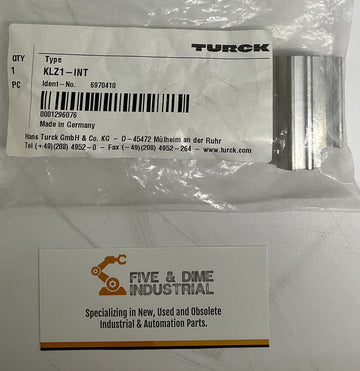 TURCK
QTY Type
1 KLZ1-INT
PC Ident-No. 6970410
0001296076
Made in Germany
Hans Turck GmbH & Co. KG - D-45472 Mülheim an der Ruhr
Tel (+49)(208) 4952-0 - Fax (+49)(208) 4952-264 - www.turck.com
FIVE & DIME
INDUSTRIAL
Specializing in New, Used and Obsolete
Industrial & Automation Parts.